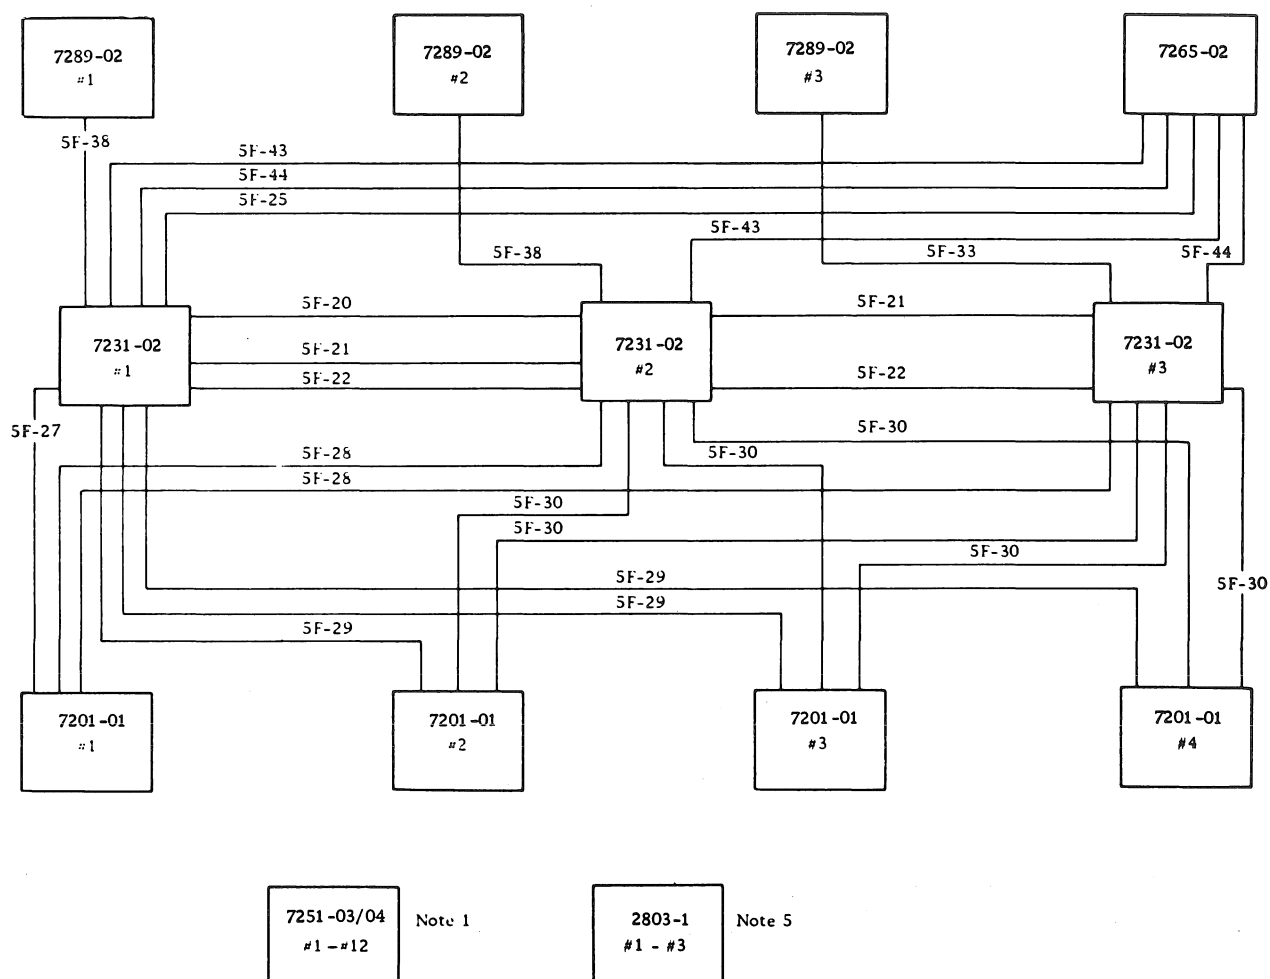 7289-02
#1
7289-02
#2
7289-02
#3
7265-02
5F-38
5F-43
5F-44
5F-25
5F-43
5F-38
5F-33
5F-44
5F-20
5F-21
7231-02
#1
7231-02
#2
7231-02
#3
5F-21
5F-22
5F-22
5F-27
5F-30
5F-28
5F-30
5F-28
5F-30
5F-30
5F-30
5F-29
5F-30
5F-29
5F-29
7201-01
#1
7201-01
#2
7201-01
#3
7201-01
#4
7251-03/04
#1-#12
Note 1
2803-1
#1 - #3
Note 5